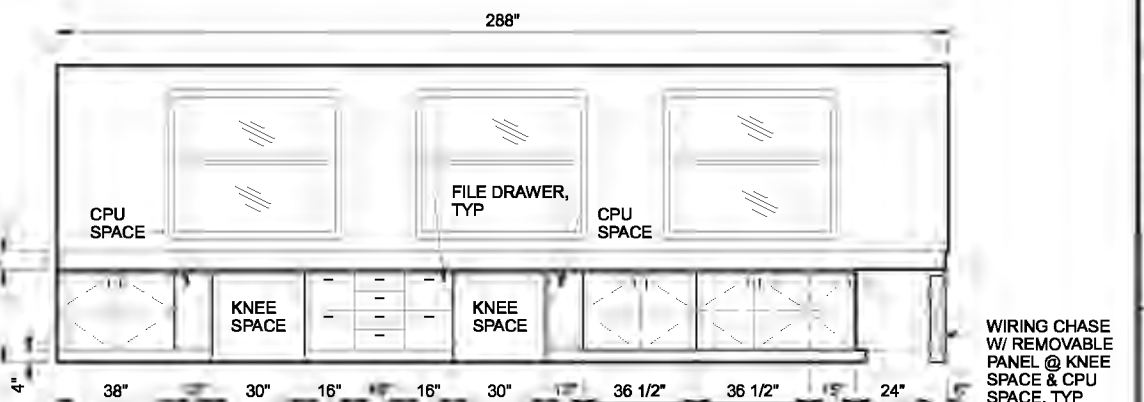 288"
FILE DRAWER,
TYP
CPU
SPACE
CPU
SPACE
KNEE
SPACE
KNEE
SPACE
WIRING CHASE
W/ REMOVABLE
PANEL @ KNEE
SPACE & CPU
SPACE, TYP
4"
38"
30"
16"
16"
30"
36 1/2"
36 1/2"
15"
24"